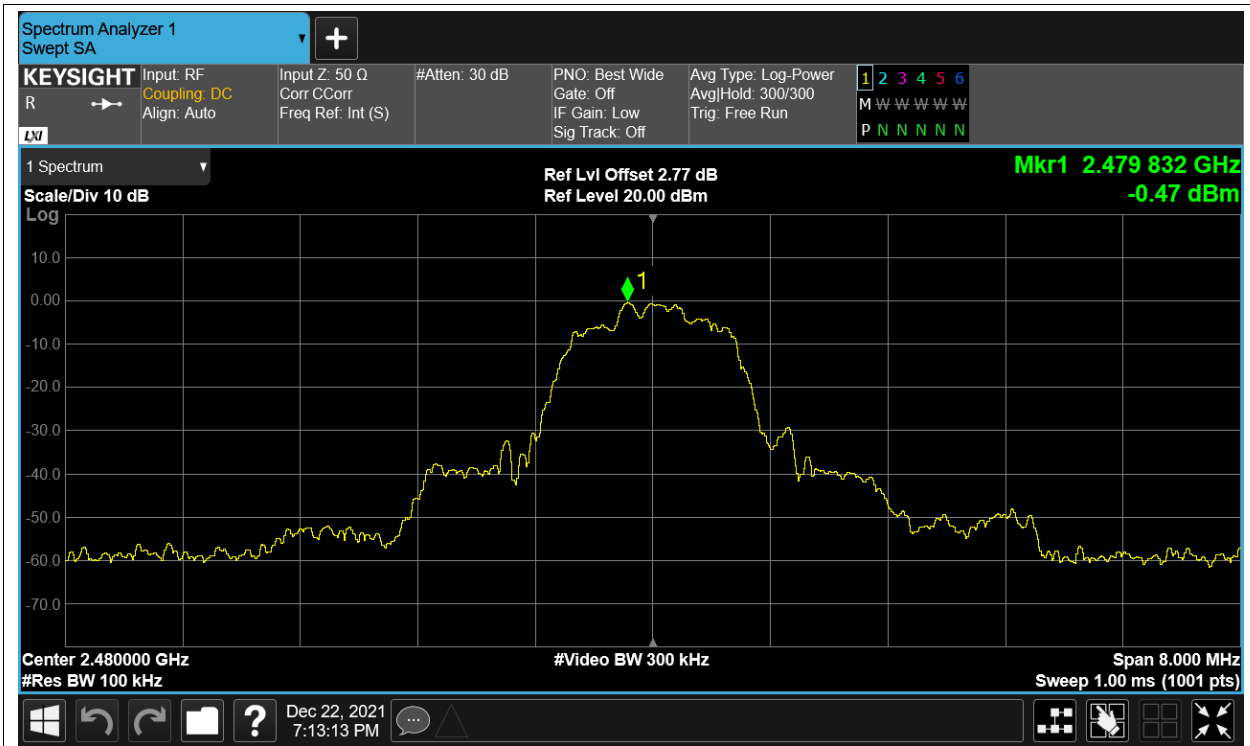 Spectrum Analyzer 1
Swept SA
KEYSIGHT
R
LXI
Input: RF
Coupling: DC
Align: Auto
Input Z: 50 Ω
Corr CCorr
Freq Ref: Int (S)
#Atten: 30 dB
PNO: Best Wide
Gate: Off
IF Gain: Low
Sig Track: Off
Avg Type: Log-Power
Avg|Hold: 300/300
Trig: Free Run
1 2 3 4 5 6
M W W W W W W
P N N N N N N
1 Spectrum
Scale/Div 10 dB
Log
Ref Lvl Offset 2.77 dB
Ref Level 20.00 dBm
Mkr1 2.479 832 GHz
-0.47 dBm
1
10.0
0.00
-10.0
-20.0
-30.0
-40.0
-50.0
-60.0
-70.0
Center 2.480000 GHz
#Res BW 100 kHz
#Video BW 300 kHz
Span 8.000 MHz
Sweep 1.00 ms (1001 pts)
?
Dec 22, 2021
7:13:13 PM